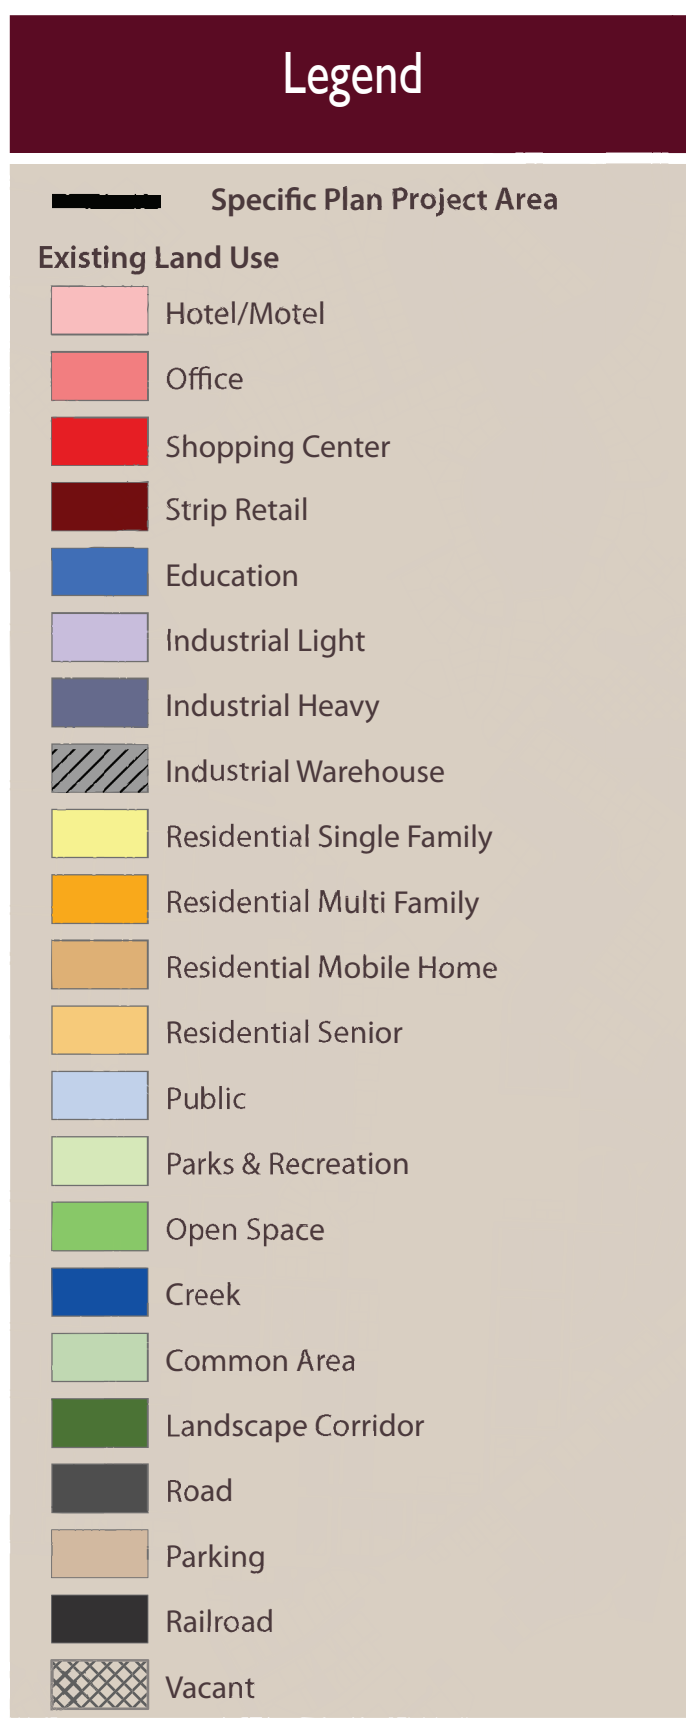 Legend
Specific Plan Project Area
Existing Land Use
Hotel/Motel
Office
Shopping Center
Strip Retail
Education
Industrial Light
Industrial Heavy
Industrial Warehouse
Residential Single Family
Residential Multi Family
Residential Mobile Home
Residential Senior
Public
Parks & Recreation
Open Space
Creek
Common Area
Landscape Corridor
Road
Parking
Railroad
Vacant